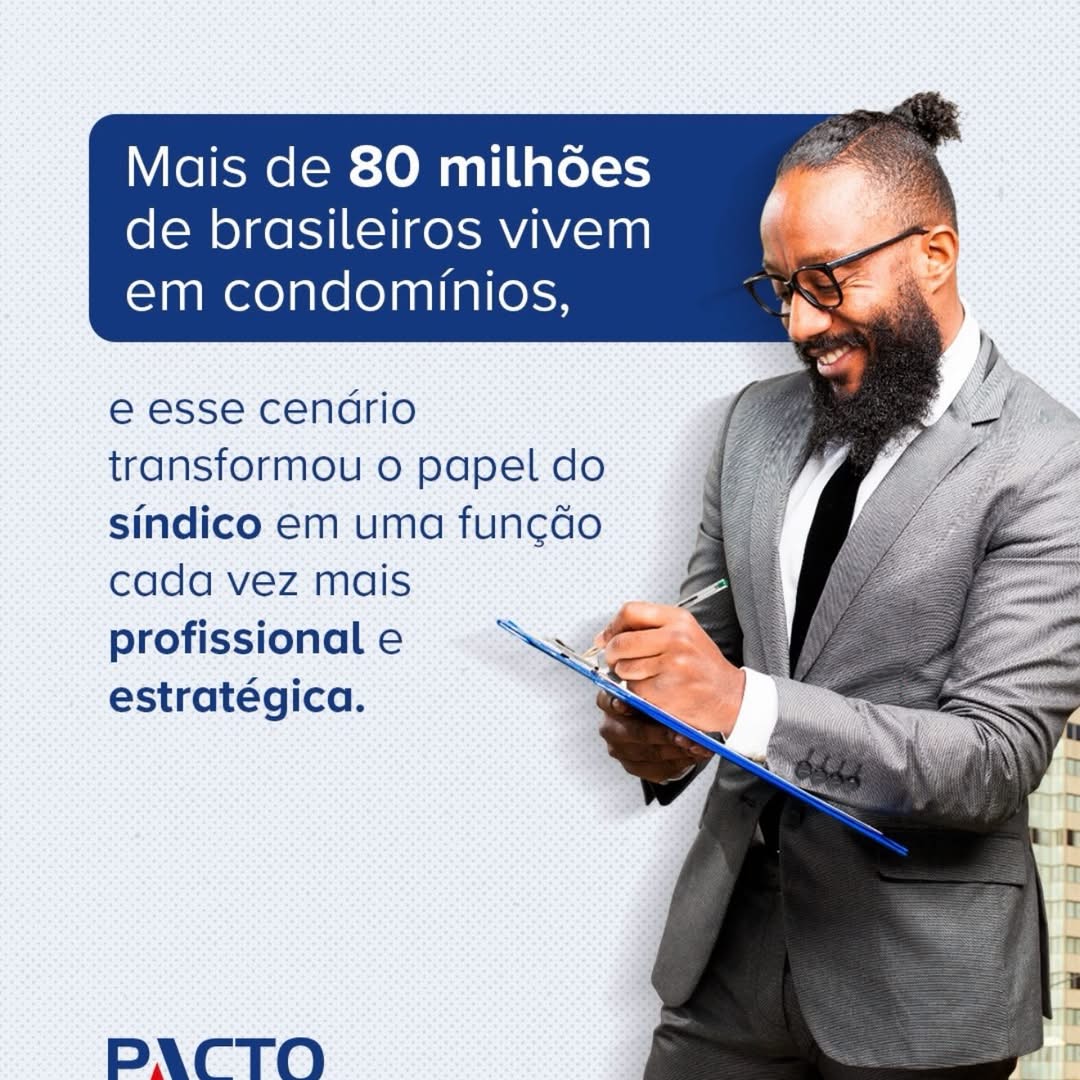 Mais de 80 milhões
de brasileiros vivem
em condomínios,
e esse cenário
transformou o papel do
síndico em uma função
cada vez mais
profissional e
estratégica.
PACTO